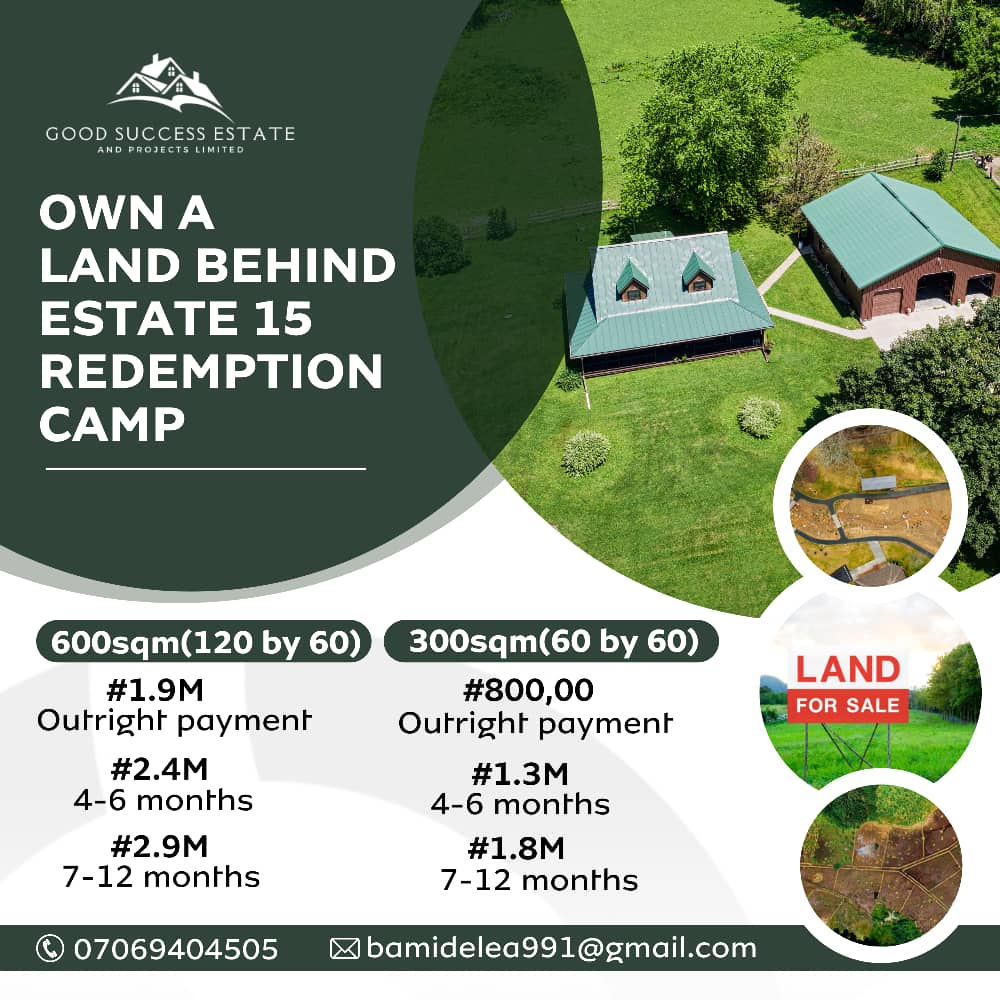 GOOD SUCCESS ESTATE
AND PROJECTS LIMITED
OWN A
LAND BEHIND
ESTATE 15
REDEMPTION
CAMP
600sqm(120 by 60)
#1.9M
Outright payment
#2.4M
4-6 months
#2.9M
7-12 months
300sqm(60 by 60)
#800,00
Outright payment
#1.3M
4-6 months
#1.8M
7-12 months
LAND
FOR SALE
07069404505
bamidelea991@gmail.com